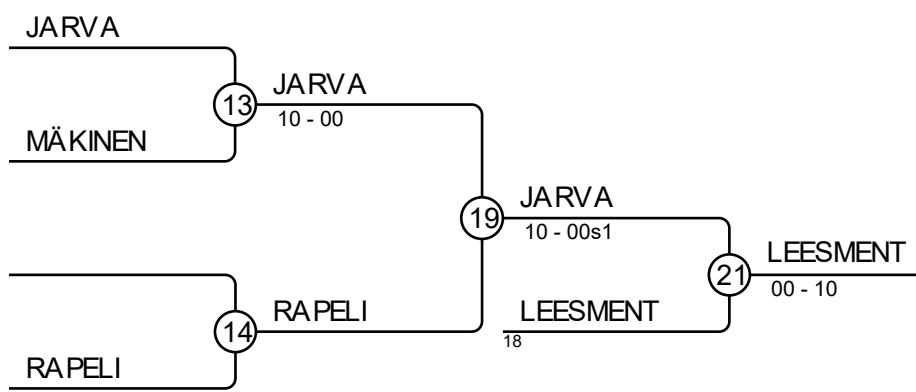 JARVA
13
JARVA
10 - 00
MÄKINEN
19
JARVA
10 - 00s1
21
LEESMENT
00 - 10
14
RAPELI
LEESMENT
18
RAPELI